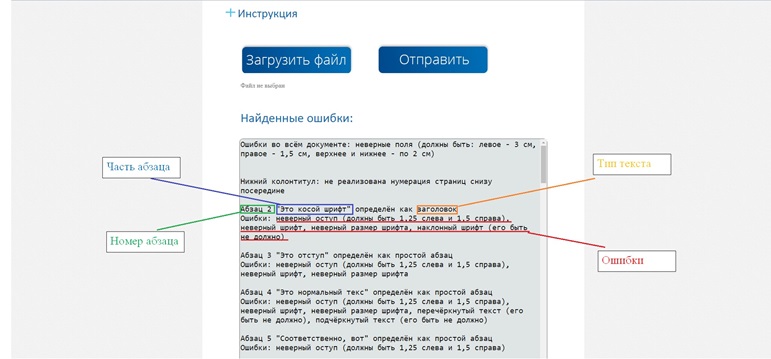 + Инструкция
Загрузить файл
Отправить
Файл не выбран
Найденные ошибки:
Ошибки во всём документе: неверные поля (должны быть: левое - 3 см,
правое - 1,5 см, верхнее и нижнее - по 2 см)
Нижний колонтитул: не реализована нумерация страниц снизу
посередине
Часть абзаца
Тип текста
Абзац 2 "Это косой шрифт" определён как заголовок
Ошибки: неверный оступ (должны быть 1,25 слева и 1,5 справа),
неверный шрифт, неверный размер шрифта, наклонный шрифт (его быть
не должно)
Номер абзаца
Ошибки
Абзац 3 "Это отступ" определён как простой абзац
Ошибки: неверный оступ (должны быть 1,25 слева и 1,5 справа),
неверный шрифт, неверный размер шрифта
Абзац 4 "Это нормальный текс" определён как простой абзац
Ошибки: неверный оступ (должны быть 1,25 слева и 1,5 справа),
неверный шрифт, неверный размер шрифта, перечёркнутый текст (его
быть не должно), подчёркнутый текст (его быть не должно)
Абзац 5 "Соответственно, вот" определён как простой абзац
Ошибки: неверный оступ (должны быть 1,25 слева и 1,5 справа)